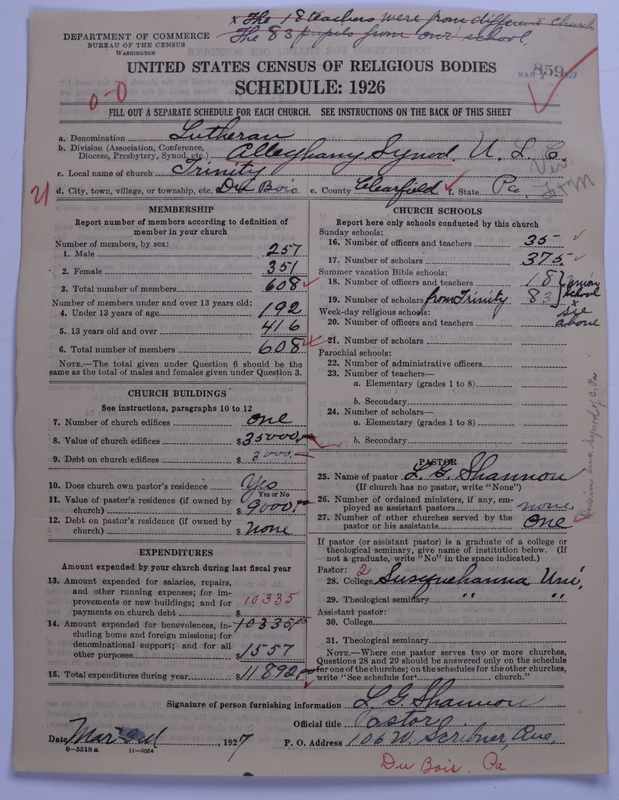 x The 18 teachers were from different Church
The 83 pupils from our school.
DEPARTMENT OF COMMERCE
BUREAU OF THE CENSUS
WASHINGTON
859
UNITED STATES CENSUS OF RELIGIOUS BODIES
SCHEDULE: 1926
0-0
FILL OUT A SEPARATE SCHEDULE FOR EACH CHURCH. SEE INSTRUCTIONS ON THE BACK OF THIS SHEET
a. Denomination Lutheran
b. Division (Association, Conference,
Diocese, Presbytery, Synod, etc.) Alleghany Synod. U. L. C.
c. Local name of church Trinity
21
d. City, town, village, or township, etc. Du Bois e. County Clearfield f. State Pa.
MEMBERSHIP
Report number of members according to definition of
member in your church
Number of members, by sex:
1. Male 257
2. Female 351
3. Total number of members 608
Number of members under and over 13 years old:
4. Under 13 years of age 192
5. 13 years old and over 416
6. Total number of members 608
NOTE.—The total given under Question 6 should be
the same as the total of males and females given under Question 3.
CHURCH BUILDINGS
See instructions, paragraphs 10 to 12
7. Number of church edifices one
8. Value of church edifices $35000.
9. Debt on church edifices $3000
10. Does church own pastor's residence? Yes
Yes or No
11. Value of pastor's residence (if owned by
church) $9000.
12. Debt on pastor's residence (if owned by
church) $none
EXPENDITURES
Amount expended by your church during last fiscal year
13. Amount expended for salaries, repairs,
and other running expenses; for im-
provements or new buildings; and for
payments on church debt $10335
14. Amount expended for benevolences, in- 10335.
cluding home and foreign missions; for
denominational support; and for all
other purposes $1557
15. Total expenditures during year $11892
CHURCH SCHOOLS
Report here only schools conducted by this church
Sunday schools:
16. Number of officers and teachers 35
17. Number of scholars 375
Summer vacation Bible schools:
18. Number of officers and teachers 18
19. Number of scholars from Trinity 83
Union
School
see
above
Week-day religious schools:
20. Number of officers and teachers
21. Number of scholars
Parochial schools:
22. Number of administrative officers
23. Number of teachers—
a. Elementary (grades 1 to 8)
b. Secondary
24. Number of scholars—
a. Elementary (grades 1 to 8)
b. Secondary
PASTOR
25. Name of pastor L. G. Shannon
(If church has no pastor, write "None")
26. Number of ordained ministers, if any, em-
ployed as assistant pastors none
27. Number of other churches served by the
pastor or his assistants one
If pastor (or assistant pastor) is a graduate of a college or
theological seminary, give name of institution below. (If
not a graduate, write "No" in the space indicated.)
Pastor: 2
28. College Susquehanna Uni,
29. Theological seminary " "
Assistant pastor:
30. College
31. Theological seminary
NOTE.—Where one pastor serves two or more churches,
Questions 28 and 29 should be answered only on the schedule
for one of the churches; on the schedules for the other churches,
write "See schedule for church."
Signature of person furnishing information L. G. Shannon
Official title Pastor
Date Mar, 1927
P. O. Address 106 W. Scribner, Ave,
8-5518a 11-9564
Du Bois, Pa